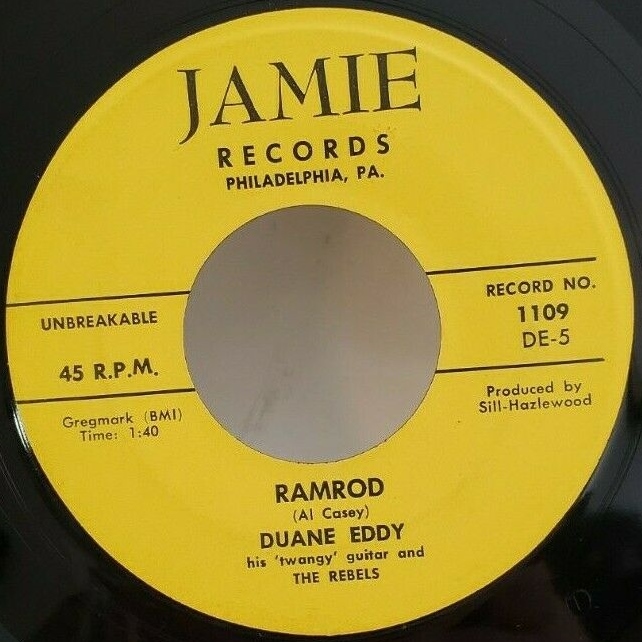 JAMIE
RECORDS
PHILADELPHIA, PA.
UNBREAKABLE
45 R.P.M.
Gregmark (BMI)
Time: 1:40
RECORD NO.
1109
DE-5
Produced by
Sill-Hazlewood
RAMROD
(Al Casey)
DUANE EDDY
his 'twangy' guitar and
THE REBELS